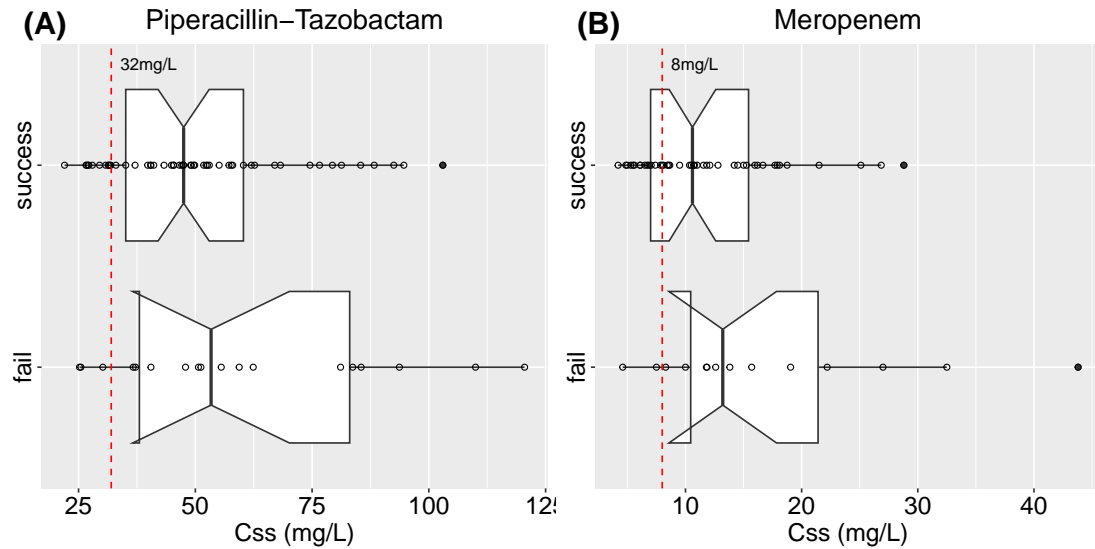 (A) Piperacillin−Tazobactam
32mg/L
success
fail
25 50 75 100 125
Css (mg/L)
(B) Meropenem
8mg/L
success
fail
10 20 30 40
Css (mg/L)